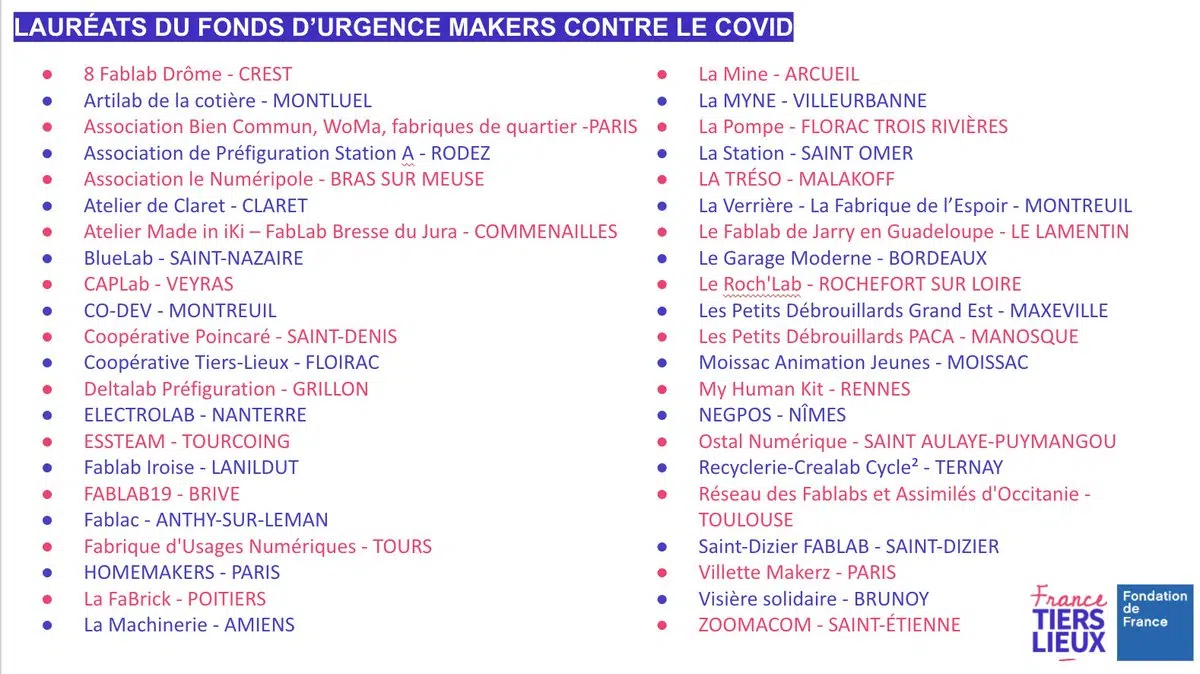 LAURÉATS DU FONDS D’URGENCE MAKERS CONTRE LE COVID
● 8 Fablab Drôme - CREST
● Artilab de la cotière - MONTLUEL
● Association Bien Commun, WoMa, fabriques de quartier -PARIS
● Association de Préfiguration Station A - RODEZ
● Association le Numéripole - BRAS SUR MEUSE
● Atelier de Claret - CLARET
● Atelier Made in iKi – FabLab Bresse du Jura - COMMENAILLES
● BlueLab - SAINT-NAZAIRE
● CAPLab - VEYRAS
● CO-DEV - MONTREUIL
● Coopérative Poincaré - SAINT-DENIS
● Coopérative Tiers-Lieux - FLOIRAC
● Deltalab Préfiguration - GRILLON
● ELECTROLAB - NANTERRE
● ESSTEAM - TOURCOING
● Fablab Iroise - LANILDUT
● FABLAB19 - BRIVE
● Fablac - ANTHY-SUR-LEMAN
● Fabrique d'Usages Numériques - TOURS
● HOMEMAKERS - PARIS
● La FaBrick - POITIERS
● La Machinerie - AMIENS
● La Mine - ARCUEIL
● La MYNE - VILLEURBANNE
● La Pompe - FLORAC TROIS RIVIÈRES
● La Station - SAINT OMER
● LA TRÉSO - MALAKOFF
● La Verrière - La Fabrique de l’Espoir - MONTREUIL
● Le Fablab de Jarry en Guadeloupe - LE LAMENTIN
● Le Garage Moderne - BORDEAUX
● Le Roch'Lab - ROCHEFORT SUR LOIRE
● Les Petits Débrouillards Grand Est - MAXEVILLE
● Les Petits Débrouillards PACA - MANOSQUE
● Moissac Animation Jeunes - MOISSAC
● My Human Kit - RENNES
● NEGPOS - NÎMES
● Ostal Numérique - SAINT AULAYE-PUYMANGOU
● Recyclerie-Crealab Cycle² - TERNAY
● Réseau des Fablabs et Assimilés d'Occitanie -
TOULOUSE
● Saint-Dizier FABLAB - SAINT-DIZIER
● Villette Makerz - PARIS
● Visière solidaire - BRUNOY
● ZOOMACOM - SAINT-ÉTIENNE
France
TIERS
LIEUX
Fondation
de
France